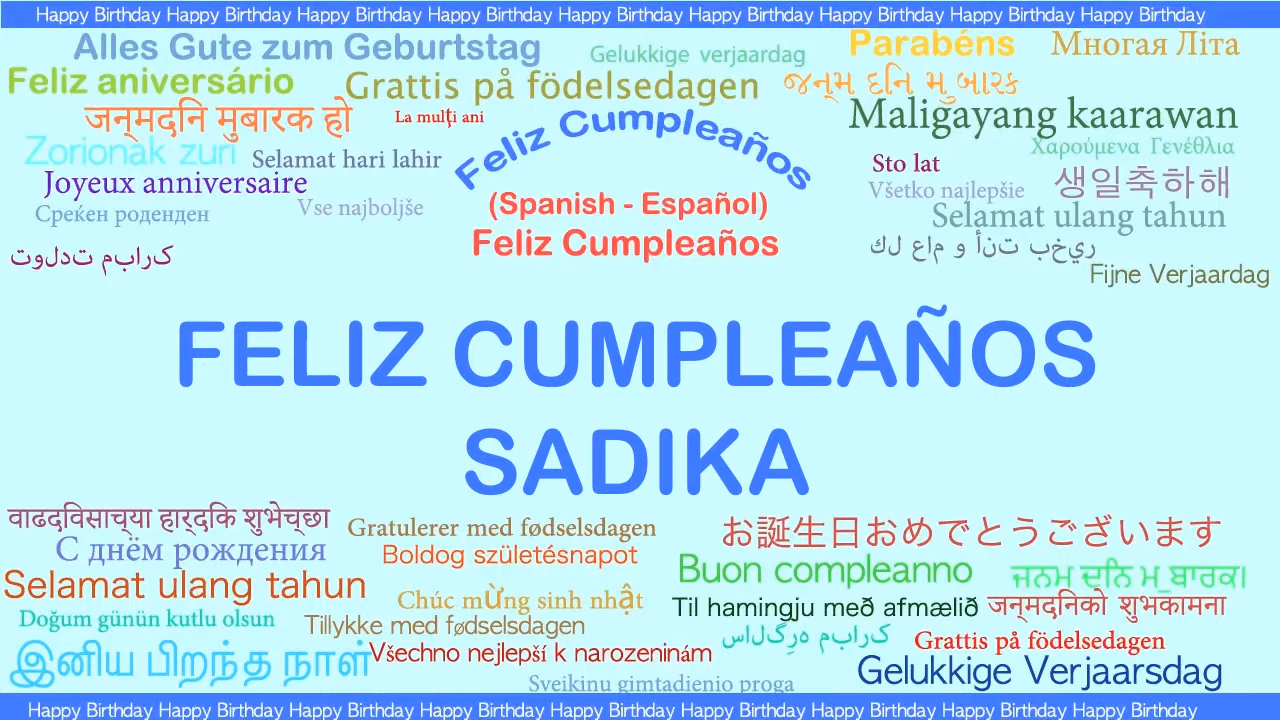 Happy Birthday Happy Birthday Happy Birthday Happy Birthday Happy Birthday Happy Birthday Happy Birthday Happy Birthday Happy Birthday
Alles Gute zum Geburtstag
Gelukkige verjaardag
Parabéns
Многая Літа
Feliz aniversário
Grattis på födelsedagen
જન્મ દિન મુબારક
जन्मदिन मुबारक हो
La mulţi ani
Feliz Cumpleaños
Maligayang kaarawan
Zorionak zuri
Selamat hari lahir
Sto lat
Χαρούμενα Γενέθλια
Joyeux anniversaire
(Spanish - Español)
Všetko najlepšie
생일축하해
Среќен роденден
Vse najboljše
Feliz Cumpleaños
Selamat ulang tahun
تولدت مبارک
كل عام و أنت بخير
Fijne Verjaardag
FELIZ CUMPLEAÑOS
SADIKA
वाढदिवसाच्या हार्दिक शुभेच्छा
Gratulerer med fødselsdagen
お誕生日おめでとうございます
С днём рождения
Boldog születésnapot
Buon compleanno
ਜਨਮ ਦਿਨ ਮੁਬਾਰਕ।
Selamat ulang tahun
Chúc mừng sinh nhật
Til hamingju með afmælið
जन्मदिनको शुभकामना
Doğum günün kutlu olsun
Tillykke med fødselsdagen
سالگرہ مبارک
Grattis på födelsedagen
இனிய பிறந்த நாள்
Všechno nejlepší k narozeninám
Gelukkige Verjaarsdag
Sveikinu gimtadienio proga
Happy Birthday Happy Birthday Happy Birthday Happy Birthday Happy Birthday Happy Birthday Happy Birthday Happy Birthday Happy Birthday